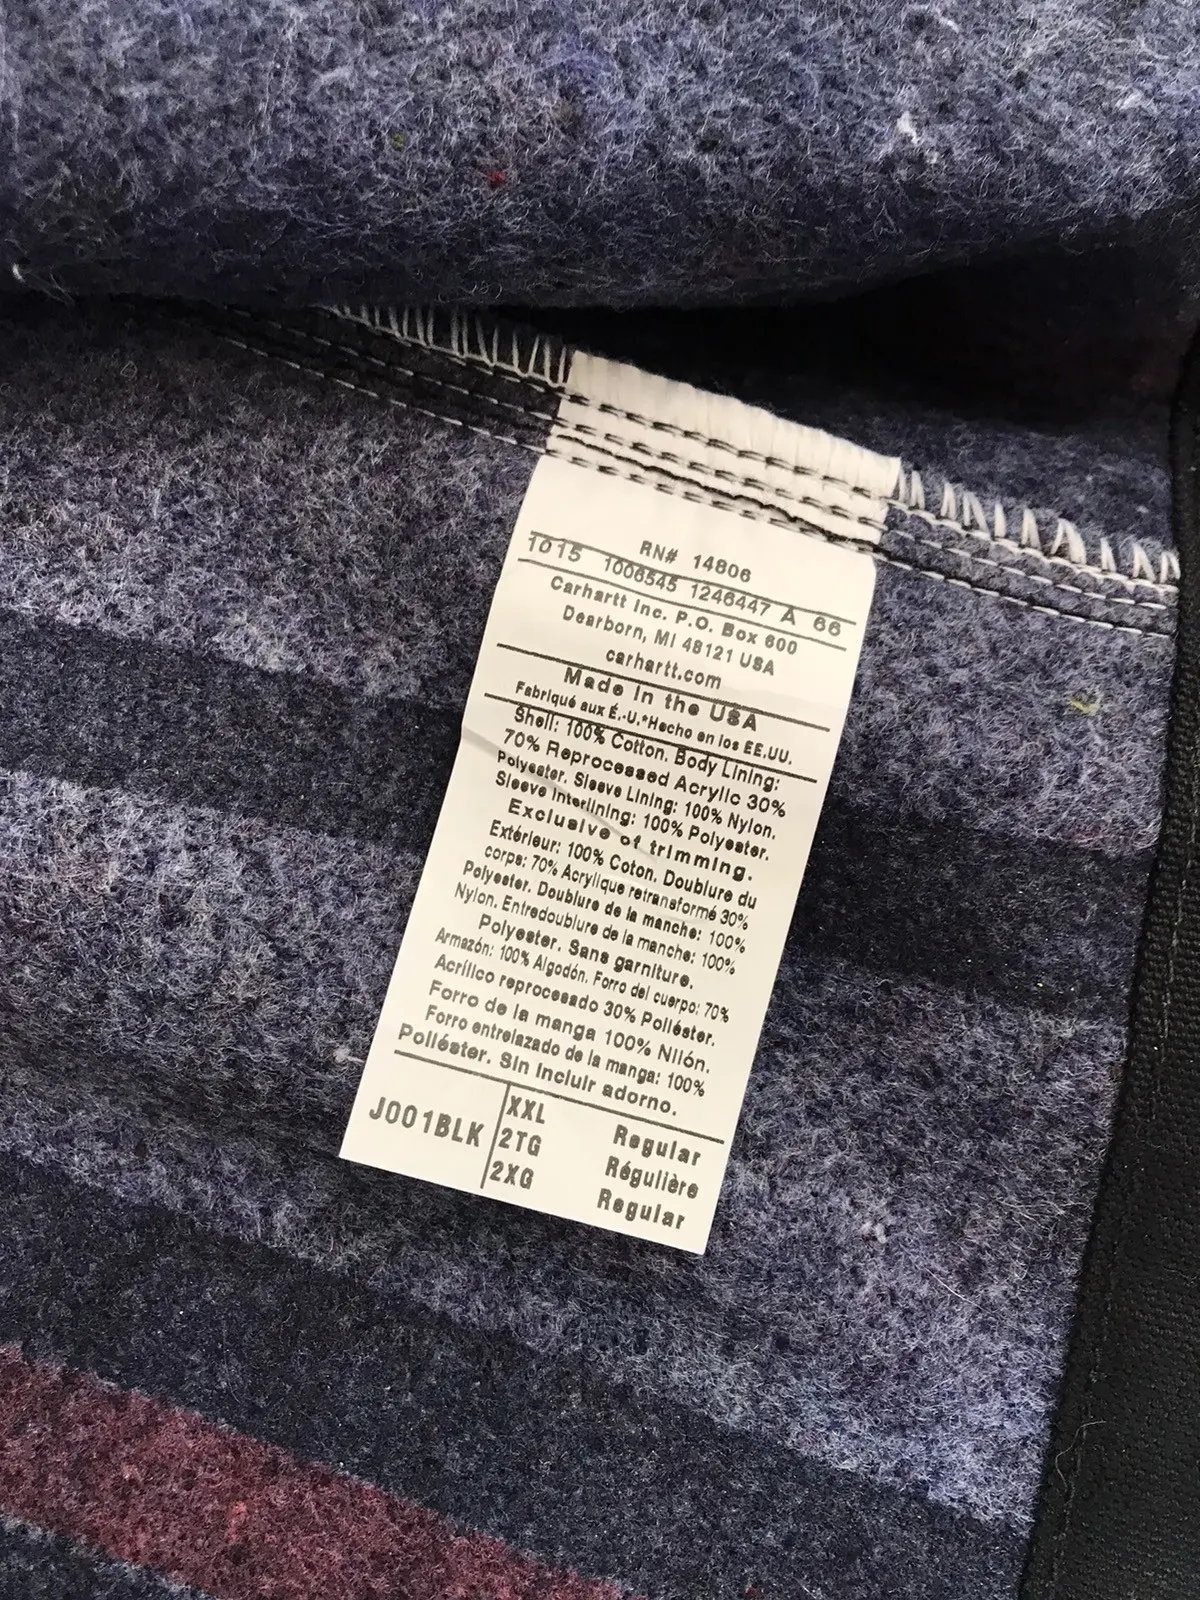 RN# 14806
1015 1006545 1246447 A 66
Carhartt Inc. P.O. Box 600
Dearborn, MI 48121 USA
carhartt.com
Made In the USA
Fabriqué aux É.-U.*Hecho en los EE.UU.
Shell: 100% Cotton. Body Lining:
70% Reprocessed Acrylic 30%
Polyester. Sleeve Lining: 100% Nylon.
Sleeve Interlining: 100% Polyester.
Exclusive of trimming.
Extérieur: 100% Coton. Doublure du
corps: 70% Acrylique retransformé 30%
Polyester. Doublure de la manche: 100%
Nylon. Entredoublure de la manche: 100%
Polyester. Sans garniture.
Armazón: 100% Algodón. Forro del cuerpo: 70%
Acrílico reprocesado 30% Poliéster.
Forro de la manga 100% Nilón.
Forro entrelazado de la manga: 100%
Poliéster. Sin incluir adorno.
J001BLK
XXL Regular
2TG Régulière
2XG Regular